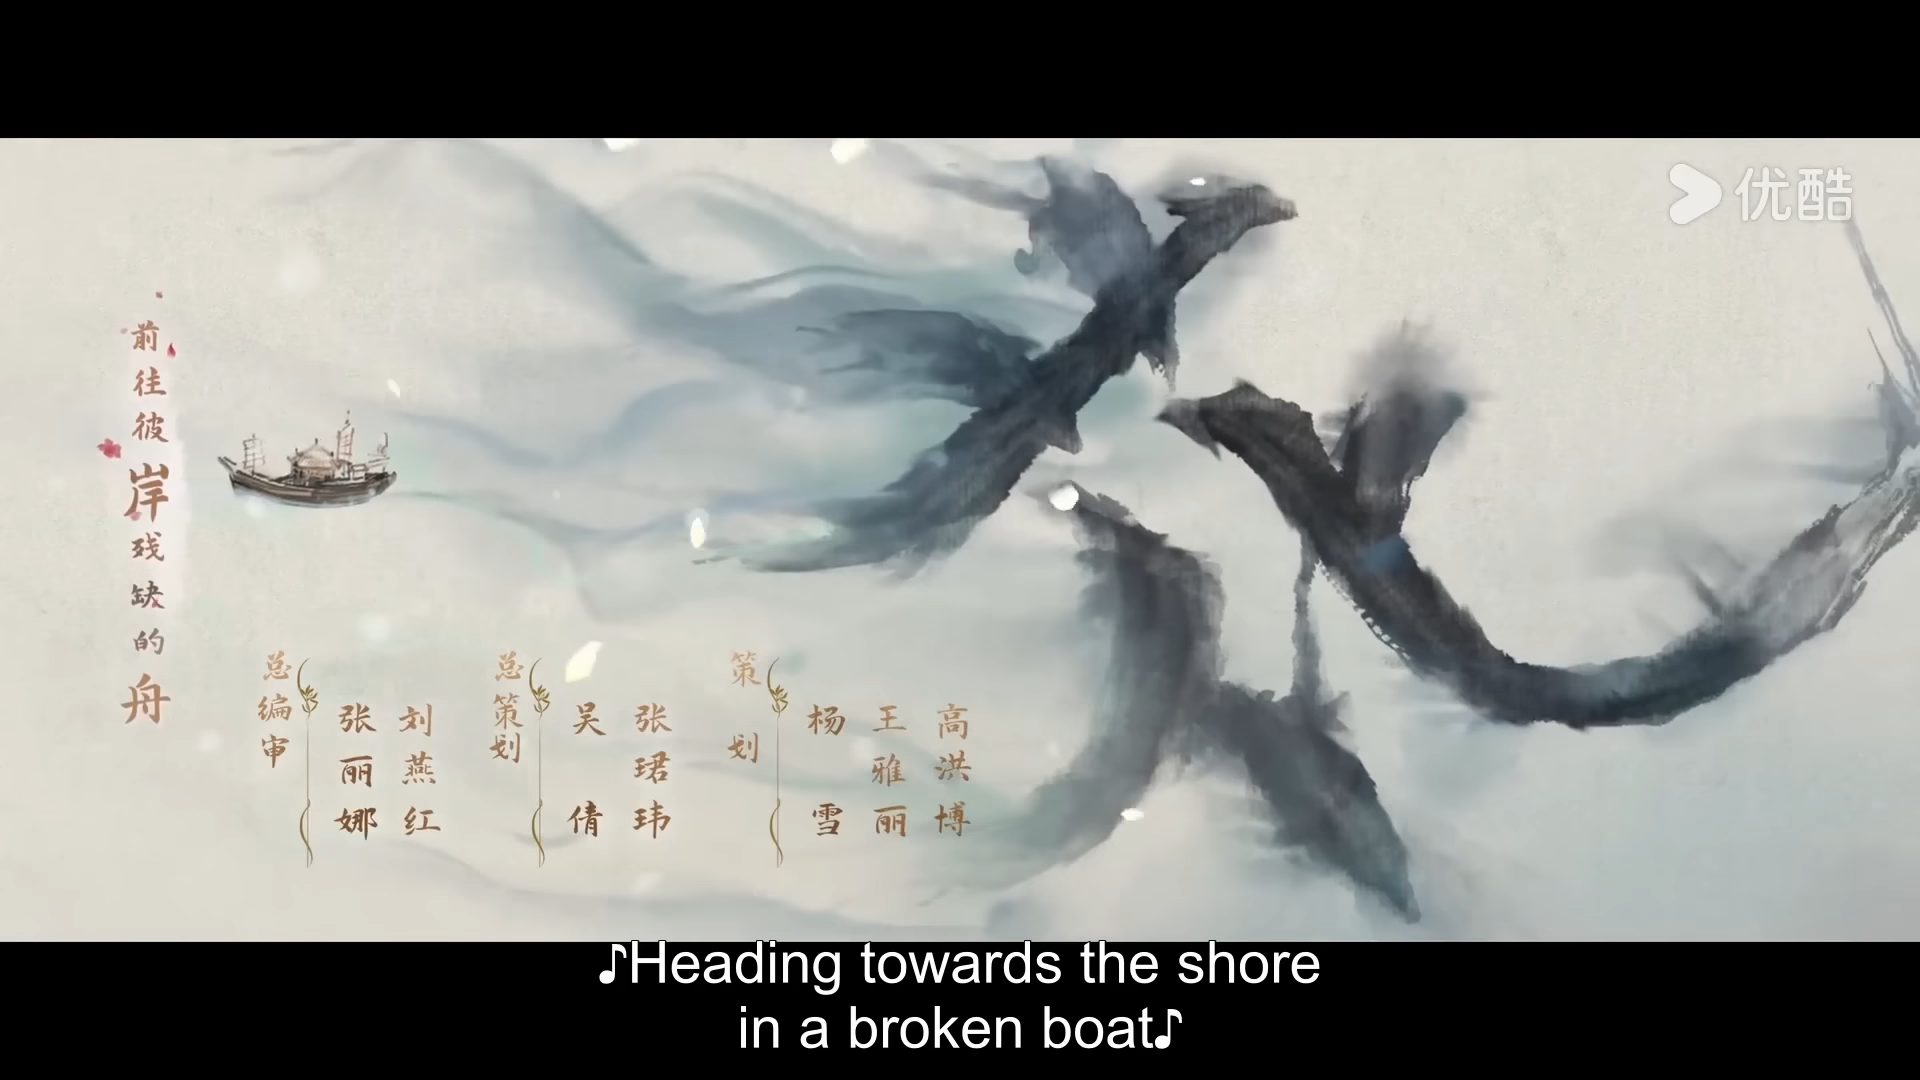 优酷
前往彼岸残缺的舟
总编审
张丽娜
刘燕红
总策划
吴倩
张珺玮
策划
杨雪
王雅丽
高洪博
♪Heading towards the shore
in a broken boat♪